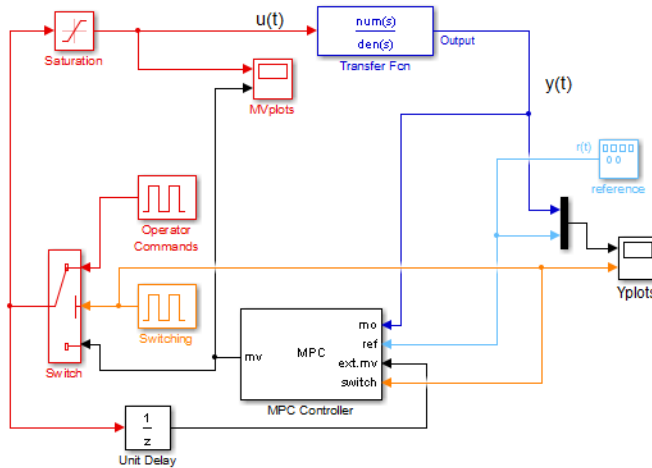 u(t)
num(s)
den(s)
Output
Saturation
Transfer Fcn
y(t)
MVplots
r(t)
reference
Operator
Commands
Yplots
Switching
mo
ref
MPC
mv
ext.mv
switch
Switch
MPC Controller
1
z
Unit Delay